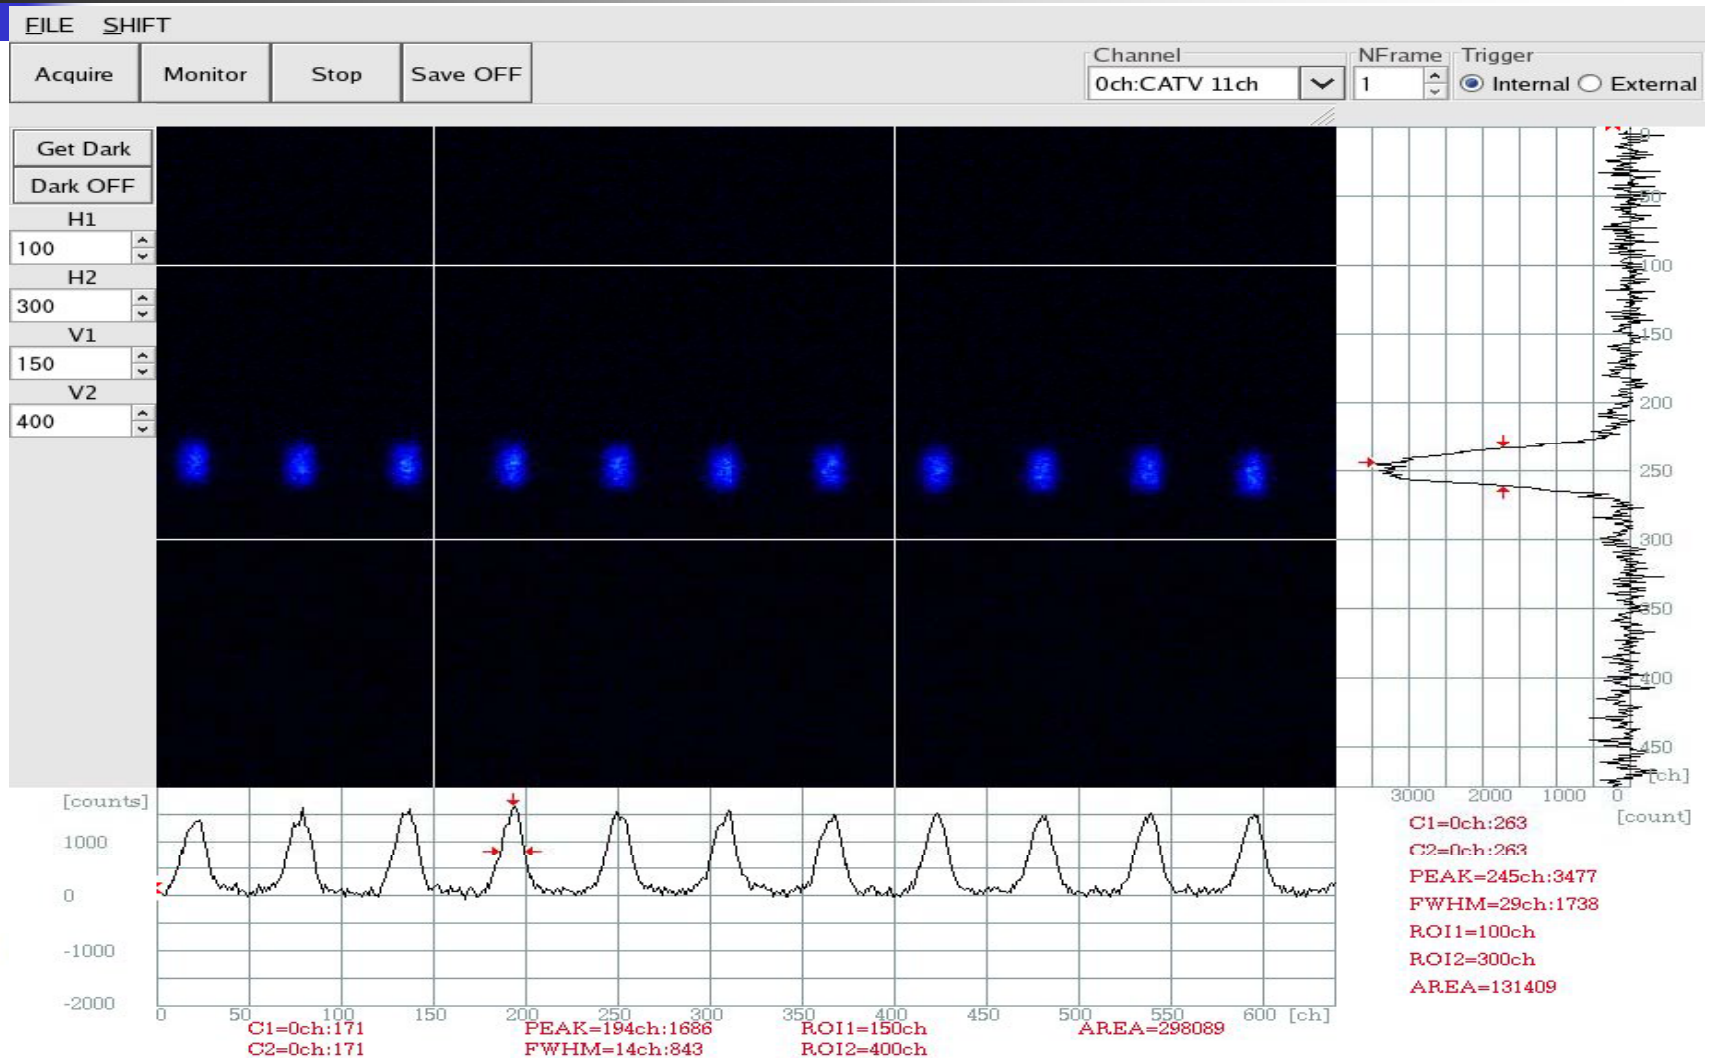 FILE SHIFT
Acquire Monitor Stop Save OFF
Channel NFrame Trigger
0ch:CATV 11ch 1 Internal External
Get Dark
Dark OFF
H1
100
H2
300
V1
150
V2
400
0
50
100
150
200
250
300
350
400
450
[ch]
3000 2000 1000 0
[count]
[counts]
1000
0
-1000
-2000
0 50 100 150 200 250 300 350 400 450 500 550 600 [ch]
C1=0ch:171 PEAK=194ch:1686 ROI1=150ch AREA=298089
C2=0ch:171 FWHM=14ch:843 ROI2=400ch
C1=0ch:263
C2=0ch:263
PEAK=245ch:3477
FWHM=29ch:1738
ROI1=100ch
ROI2=300ch
AREA=131409